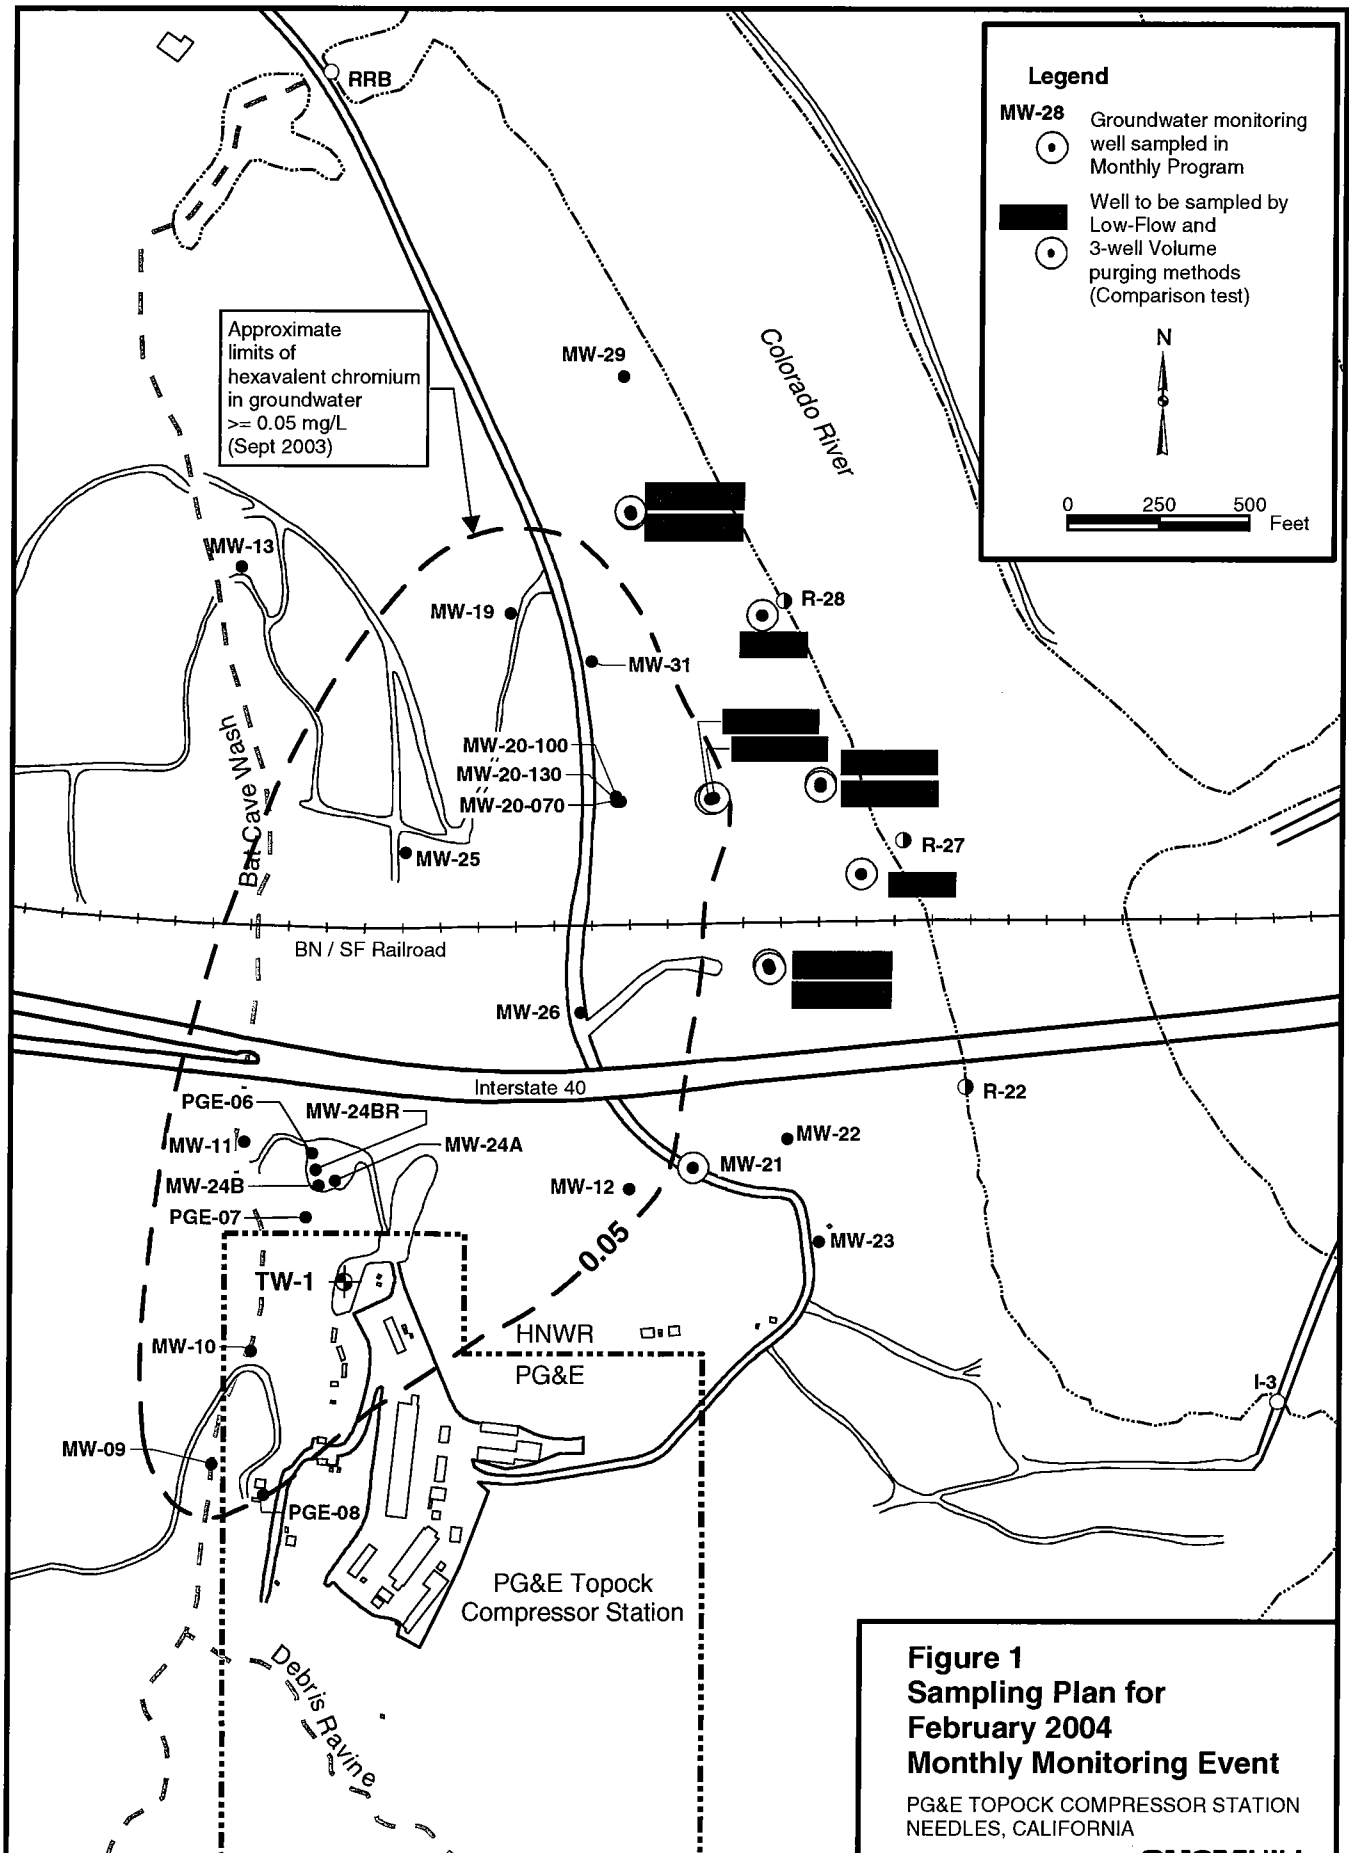 RRB
Legend
MW-28
Groundwater monitoring
well sampled in
Monthly Program
Well to be sampled by
Low-Flow and
3-well Volume
purging methods
(Comparison test)
N
0 250 500
Feet
Approximate
limits of
hexavalent chromium
in groundwater
>= 0.05 mg/L
(Sept 2003)
MW-29
Colorado River
MW-13
MW-19
R-28
MW-31
Bat Cave Wash
MW-20-100
MW-20-130
MW-20-070
MW-25
R-27
BN / SF Railroad
MW-26
Interstate 40
R-22
PGE-06
MW-24BR
MW-11
MW-24A
MW-22
MW-21
MW-24B
MW-12
PGE-07
MW-23
0.05
TW-1
HNWR
MW-10
PG&E
I-3
MW-09
PGE-08
PG&E Topock
Compressor Station
Debris Ravine
Figure 1
Sampling Plan for
February 2004
Monthly Monitoring Event
PG&E TOPOCK COMPRESSOR STATION
NEEDLES, CALIFORNIA